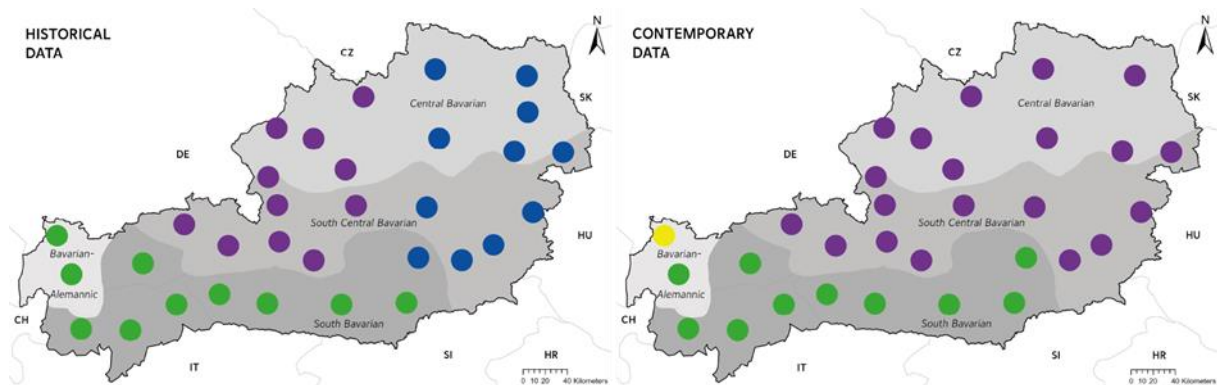 HISTORICAL
DATA
N
CZ
Central Bavarian
SK
DE
South Central Bavarian
HU
Bavarian-
Alemannic
CH
South Bavarian
IT
SI
HR
0 10 20 40 Kilometers
CONTEMPORARY
DATA
N
CZ
Central Bavarian
SK
DE
South Central Bavarian
HU
Bavarian-
Alemannic
CH
South Bavarian
IT
SI
HR
0 10 20 40 Kilometers